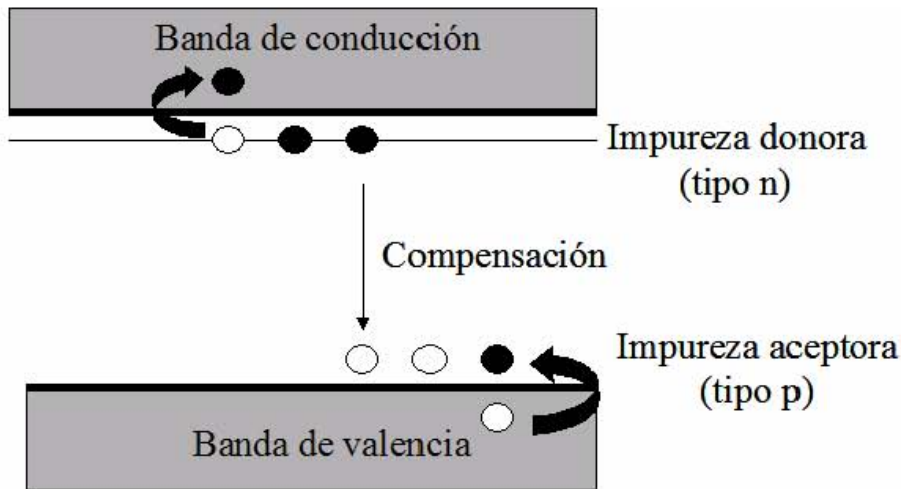 Banda de conducción
Impureza donora
(tipo n)
Compensación
Impureza aceptora
(tipo p)
Banda de valencia